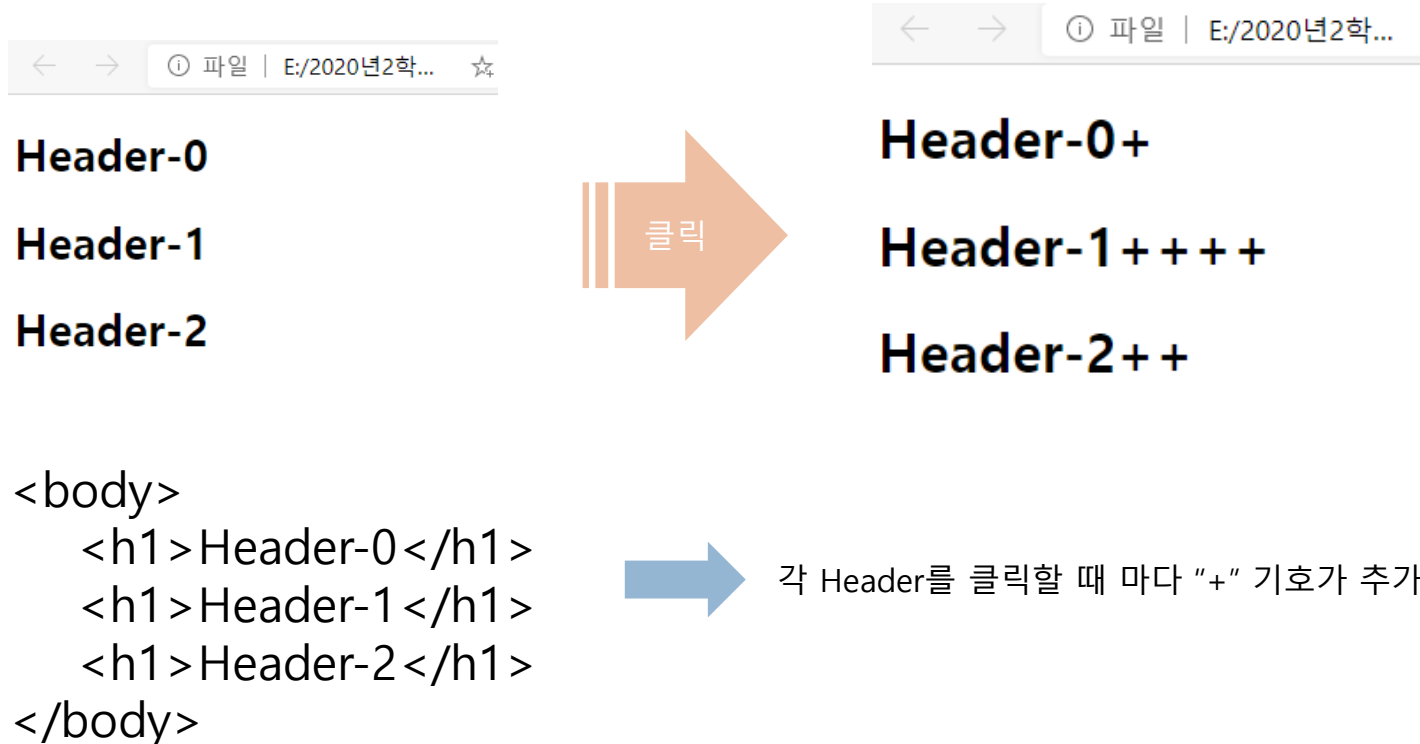 파일 | E:/2020년2학...
Header-0
Header-1
Header-2
클릭
파일 | E:/2020년2학...
Header-0+
Header-1++++
Header-2++
<body>
<h1>Header-0</h1>
<h1>Header-1</h1>
<h1>Header-2</h1>
</body>
각 Header를 클릭할 때 마다 "+" 기호가 추가